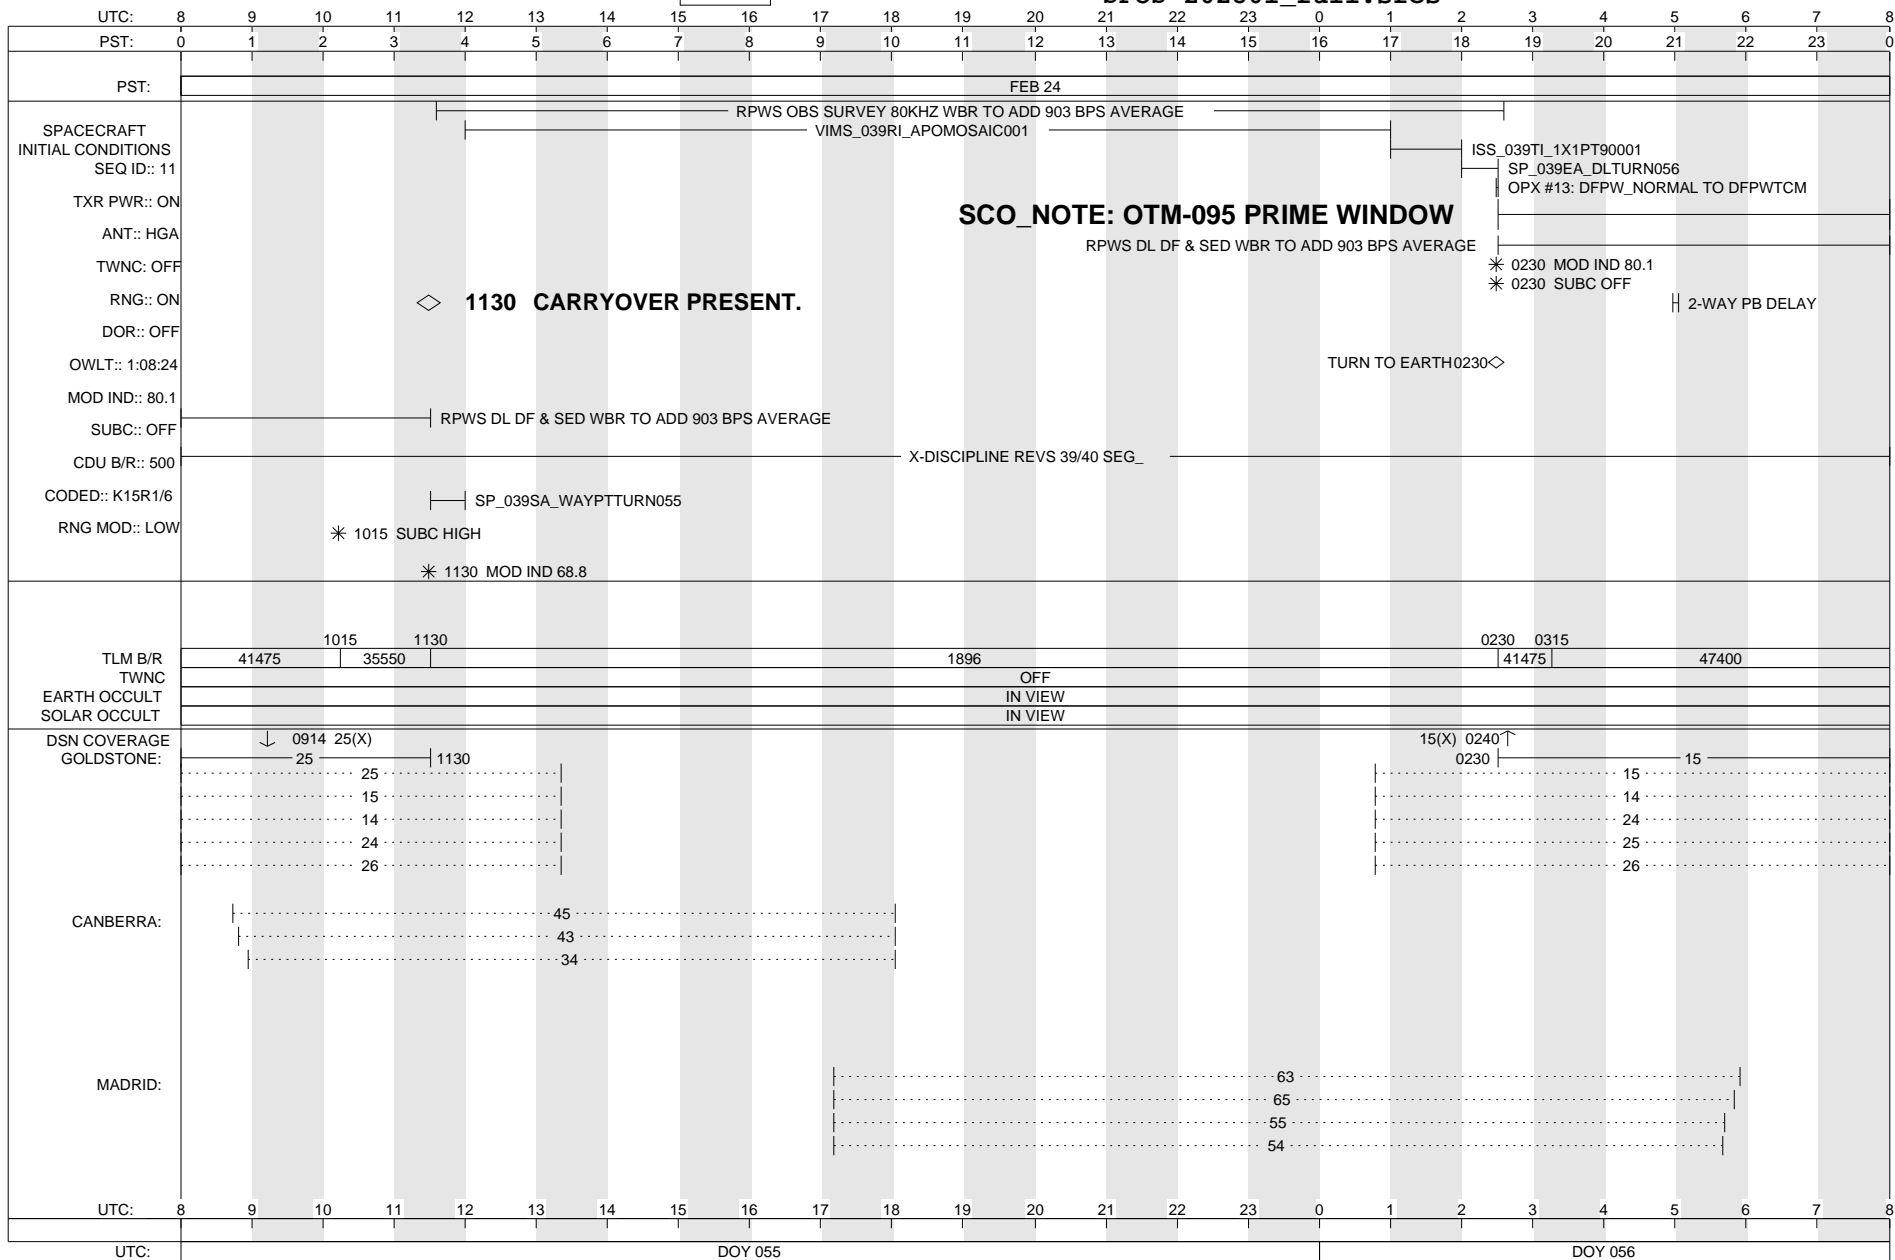 UTC: 8 9 10 11 12 13 14 15 16 17 18 19 20 21 22 23 0 1 2 3 4 5 6 7 8
PST: 0 1 2 3 4 5 6 7 8 9 10 11 12 13 14 15 16 17 18 19 20 21 22 23 0
PST: FEB 24
RPWS OBS SURVEY 80KHZ WBR TO ADD 903 BPS AVERAGE
SPACECRAFT
INITIAL CONDITIONS
VIMS_039RI_APOMOSAIC001
ISS_039TI_1X1PT90001
SEQ ID:: 11
SP_039EA_DLTURN056
OPX #13: DFPW_NORMAL TO DFPWTCM
TXR PWR:: ON
SCO_NOTE: OTM-095 PRIME WINDOW
ANT:: HGA
RPWS DL DF & SED WBR TO ADD 903 BPS AVERAGE
TWNC: OFF
0230 MOD IND 80.1
0230 SUBC OFF
RNG:: ON
1130 CARRYOVER PRESENT.
2-WAY PB DELAY
DOR:: OFF
OWLT:: 1:08:24
TURN TO EARTH0230
MOD IND:: 80.1
RPWS DL DF & SED WBR TO ADD 903 BPS AVERAGE
SUBC:: OFF
CDU B/R:: 500
X-DISCIPLINE REVS 39/40 SEG_
CODED:: K15R1/6
SP_039SA_WAYPTTURN055
RNG MOD:: LOW
1015 SUBC HIGH
1130 MOD IND 68.8
1015 1130 0230 0315
TLM B/R 41475 35550 1896 41475 47400
TWNC OFF
EARTH OCCULT IN VIEW
SOLAR OCCULT IN VIEW
DSN COVERAGE 0914 25(X) 15(X) 0240
GOLDSTONE: 25 1130 0230 15
25 15
15 14
14 24
24 25
26 26
CANBERRA: 45
43
34
MADRID: 63
65
55
54
UTC: 8 9 10 11 12 13 14 15 16 17 18 19 20 21 22 23 0 1 2 3 4 5 6 7 8
UTC: DOY 055 DOY 056